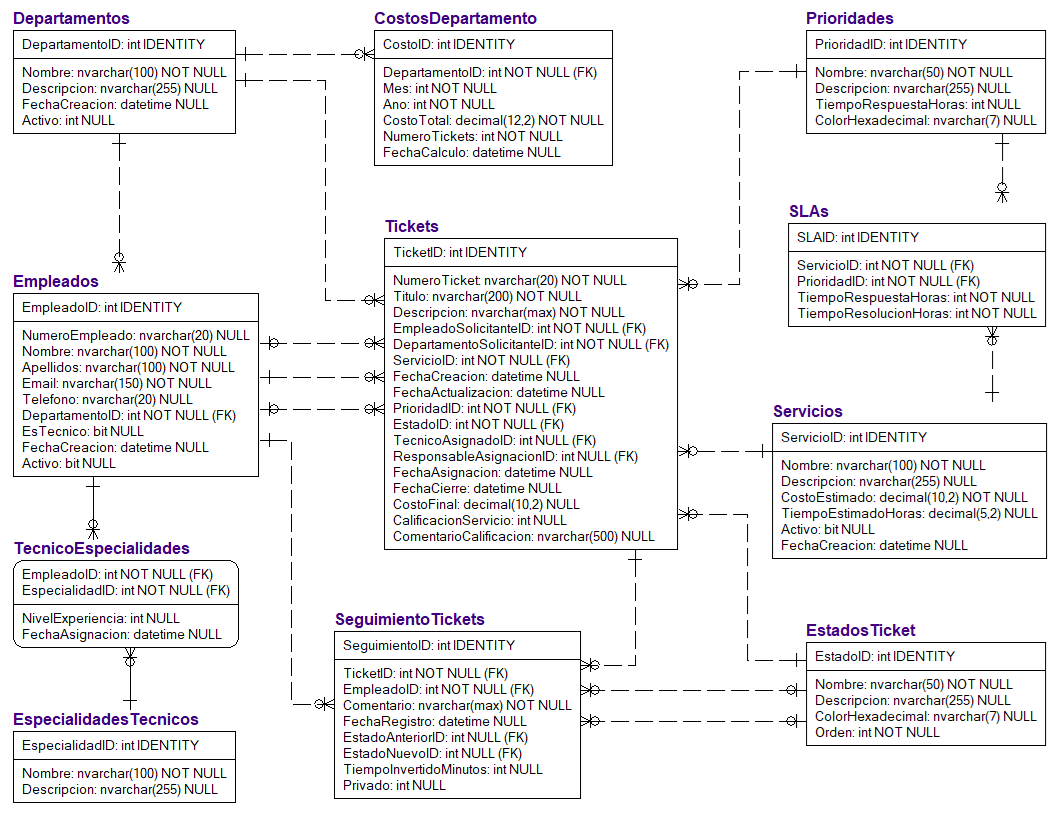 Departamentos
DepartamentoID: int IDENTITY
Nombre: nvarchar(100) NOT NULL
Descripcion: nvarchar(255) NULL
FechaCreacion: datetime NULL
Activo: int NULL
CostosDepartamento
CostoID: int IDENTITY
DepartamentoID: int NOT NULL (FK)
Mes: int NOT NULL
Ano: int NOT NULL
CostoTotal: decimal(12,2) NOT NULL
NumeroTickets: int NOT NULL
FechaCalculo: datetime NULL
Prioridades
PrioridadID: int IDENTITY
Nombre: nvarchar(50) NOT NULL
Descripcion: nvarchar(255) NULL
TiempoRespuestaHoras: int NULL
ColorHexadecimal: nvarchar(7) NULL
SLAs
SLAID: int IDENTITY
ServicioID: int NOT NULL (FK)
PrioridadID: int NOT NULL (FK)
TiempoRespuestaHoras: int NOT NULL
TiempoResolucionHoras: int NOT NULL
Tickets
TicketID: int IDENTITY
NumeroTicket: nvarchar(20) NOT NULL
Titulo: nvarchar(200) NOT NULL
Descripcion: nvarchar(max) NOT NULL
EmpleadoSolicitanteID: int NOT NULL (FK)
DepartamentoSolicitanteID: int NOT NULL (FK)
ServicioID: int NOT NULL (FK)
FechaCreacion: datetime NULL
FechaActualizacion: datetime NULL
PrioridadID: int NOT NULL (FK)
EstadoID: int NOT NULL (FK)
TecnicoAsignadoID: int NULL (FK)
ResponsableAsignacionID: int NULL (FK)
FechaAsignacion: datetime NULL
FechaCierre: datetime NULL
CostoFinal: decimal(10,2) NULL
CalificacionServicio: int NULL
ComentarioCalificacion: nvarchar(500) NULL
Empleados
EmpleadoID: int IDENTITY
NumeroEmpleado: nvarchar(20) NULL
Nombre: nvarchar(100) NOT NULL
Apellidos: nvarchar(100) NOT NULL
Email: nvarchar(150) NOT NULL
Telefono: nvarchar(20) NULL
DepartamentoID: int NOT NULL (FK)
EsTecnico: bit NULL
FechaCreacion: datetime NULL
Activo: bit NULL
Servicios
ServicioID: int IDENTITY
Nombre: nvarchar(100) NOT NULL
Descripcion: nvarchar(255) NULL
CostoEstimado: decimal(10,2) NOT NULL
TiempoEstimadoHoras: decimal(5,2) NULL
Activo: bit NULL
FechaCreacion: datetime NULL
TecnicoEspecialidades
EmpleadoID: int NOT NULL (FK)
EspecialidadID: int NOT NULL (FK)
NivelExperiencia: int NULL
FechaAsignacion: datetime NULL
SeguimientoTickets
SeguimientoID: int IDENTITY
TicketID: int NOT NULL (FK)
EmpleadoID: int NOT NULL (FK)
Comentario: nvarchar(max) NOT NULL
FechaRegistro: datetime NULL
EstadoAnteriorID: int NULL (FK)
EstadoNuevoID: int NULL (FK)
TiempoInvertidoMinutos: int NULL
Privado: int NULL
EstadosTicket
EstadoID: int IDENTITY
Nombre: nvarchar(50) NOT NULL
Descripcion: nvarchar(255) NULL
ColorHexadecimal: nvarchar(7) NULL
Orden: int NOT NULL
EspecialidadesTecnicos
EspecialidadID: int IDENTITY
Nombre: nvarchar(100) NOT NULL
Descripcion: nvarchar(255) NULL